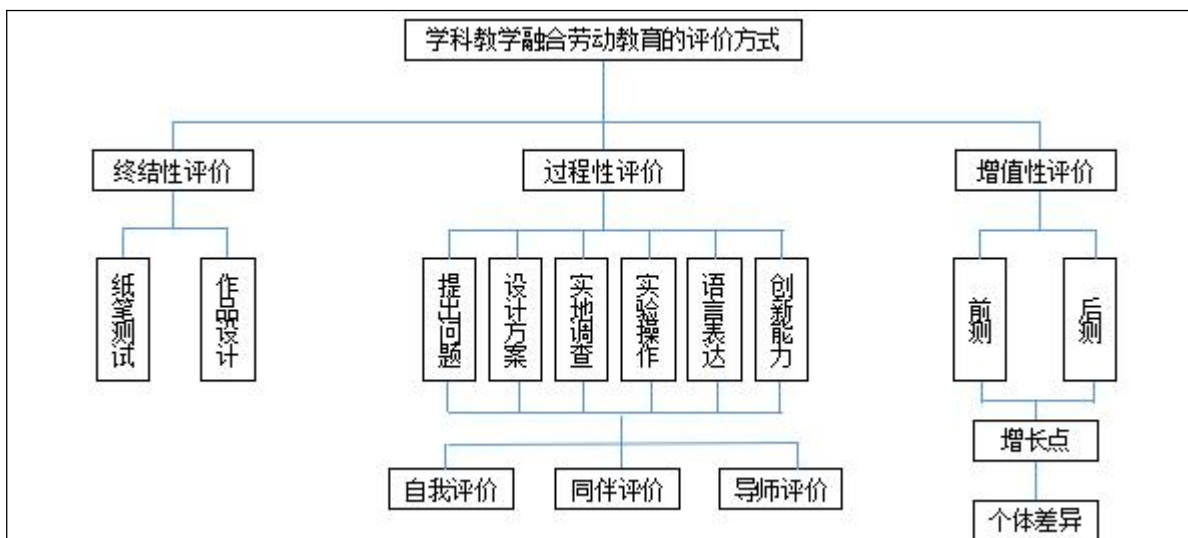 学科教学融合劳动教育的评价方式
终结性评价
过程性评价
增值性评价
纸笔测试
作品设计
提出问题
设计方案
实地调查
实验操作
语言表达
创新能力
前测
后测
增长点
自我评价
同伴评价
导师评价
个体差异